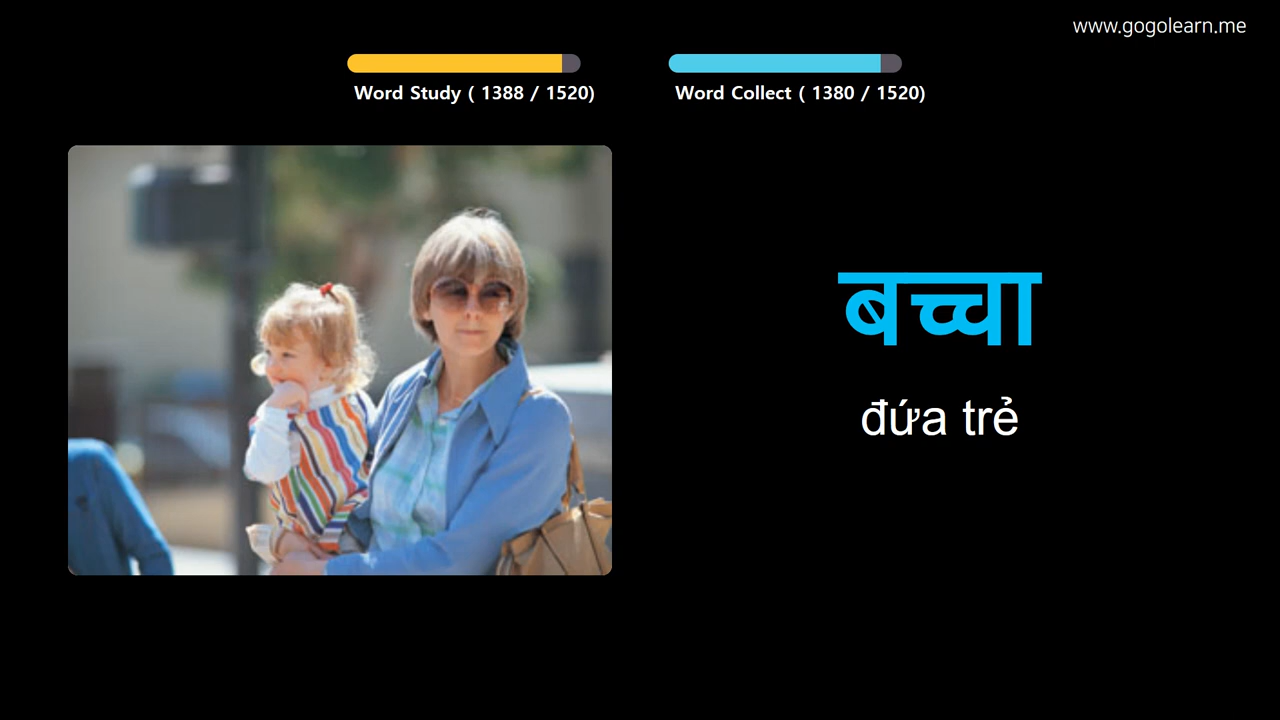 www.gogolearn.me
Word Study ( 1388 / 1520)
Word Collect ( 1380 / 1520)
बच्चा
đứa trẻ